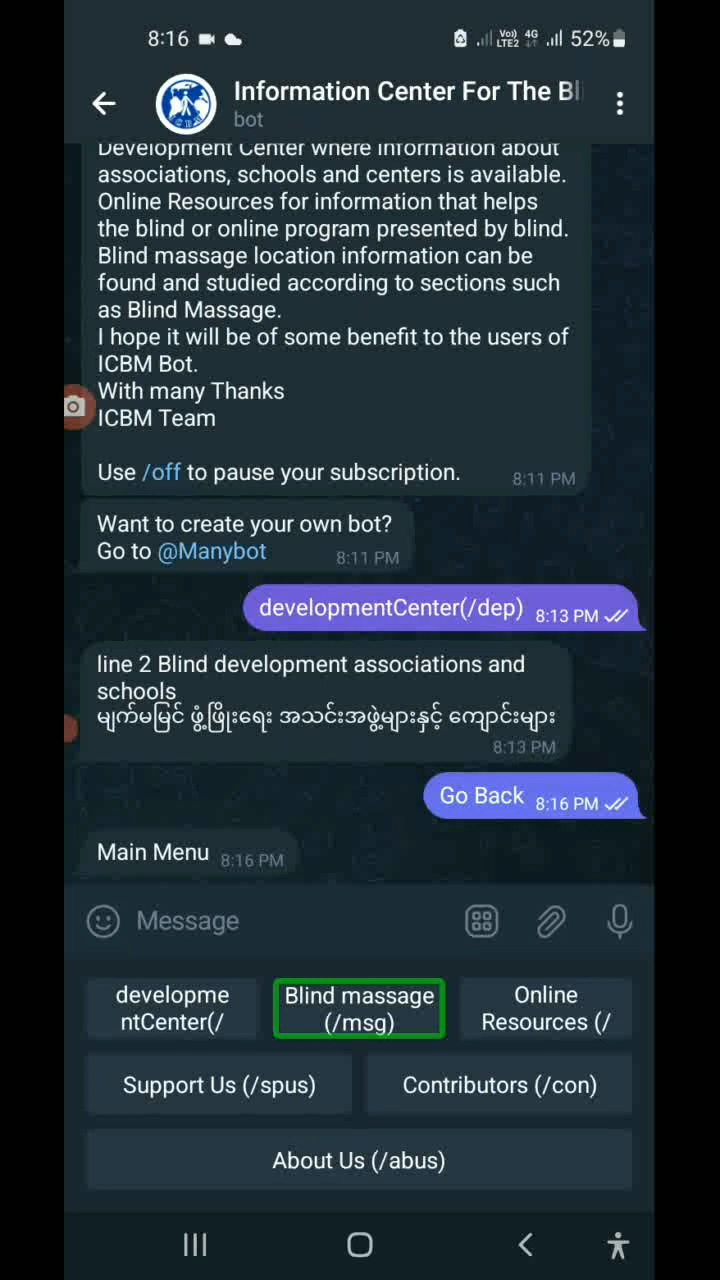 8:16 Vo)) LTE2 4G 52%
Information Center For The Bl
bot
Development Center where information about
associations, schools and centers is available.
Online Resources for information that helps
the blind or online program presented by blind.
Blind massage location information can be
found and studied according to sections such
as Blind Massage.
I hope it will be of some benefit to the users of
ICBM Bot.
With many Thanks
ICBM Team
Use /off to pause your subscription. 8:11 PM
Want to create your own bot?
Go to @Manybot 8:11 PM
developmentCenter(/dep) 8:13 PM
line 2 Blind development associations and
schools
မျက်မမြင် ဖွံ့ဖြိုးရေး အသင်းအဖွဲ့များနှင့် ကျောင်းများ
8:13 PM
Go Back 8:16 PM
Main Menu 8:16 PM
Message
developme
ntCenter(/
Blind massage
(/msg)
Online
Resources (/
Support Us (/spus)
Contributors (/con)
About Us (/abus)